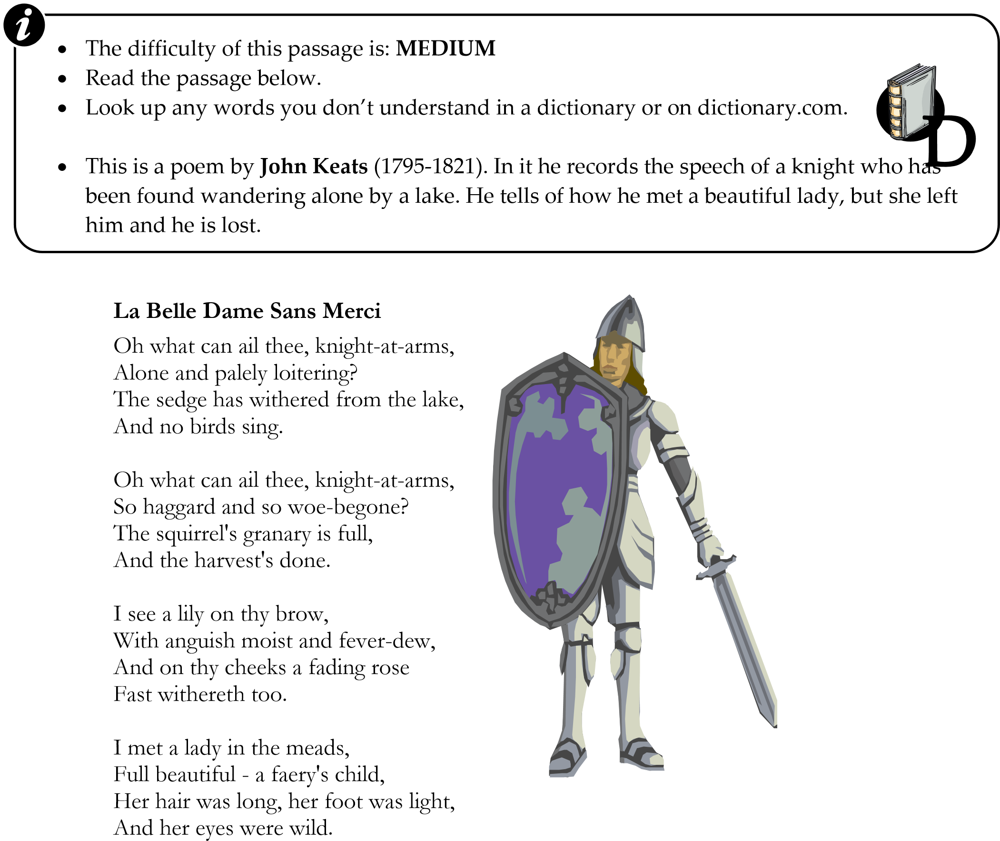 i
• The difficulty of this passage is: MEDIUM
• Read the passage below.
• Look up any words you don’t understand in a dictionary or on dictionary.com.
D
• This is a poem by John Keats (1795-1821). In it he records the speech of a knight who has
been found wandering alone by a lake. He tells of how he met a beautiful lady, but she left
him and he is lost.
La Belle Dame Sans Merci
Oh what can ail thee, knight-at-arms,
Alone and palely loitering?
The sedge has withered from the lake,
And no birds sing.
Oh what can ail thee, knight-at-arms,
So haggard and so woe-begone?
The squirrel's granary is full,
And the harvest's done.
I see a lily on thy brow,
With anguish moist and fever-dew,
And on thy cheeks a fading rose
Fast withereth too.
I met a lady in the meads,
Full beautiful - a faery's child,
Her hair was long, her foot was light,
And her eyes were wild.